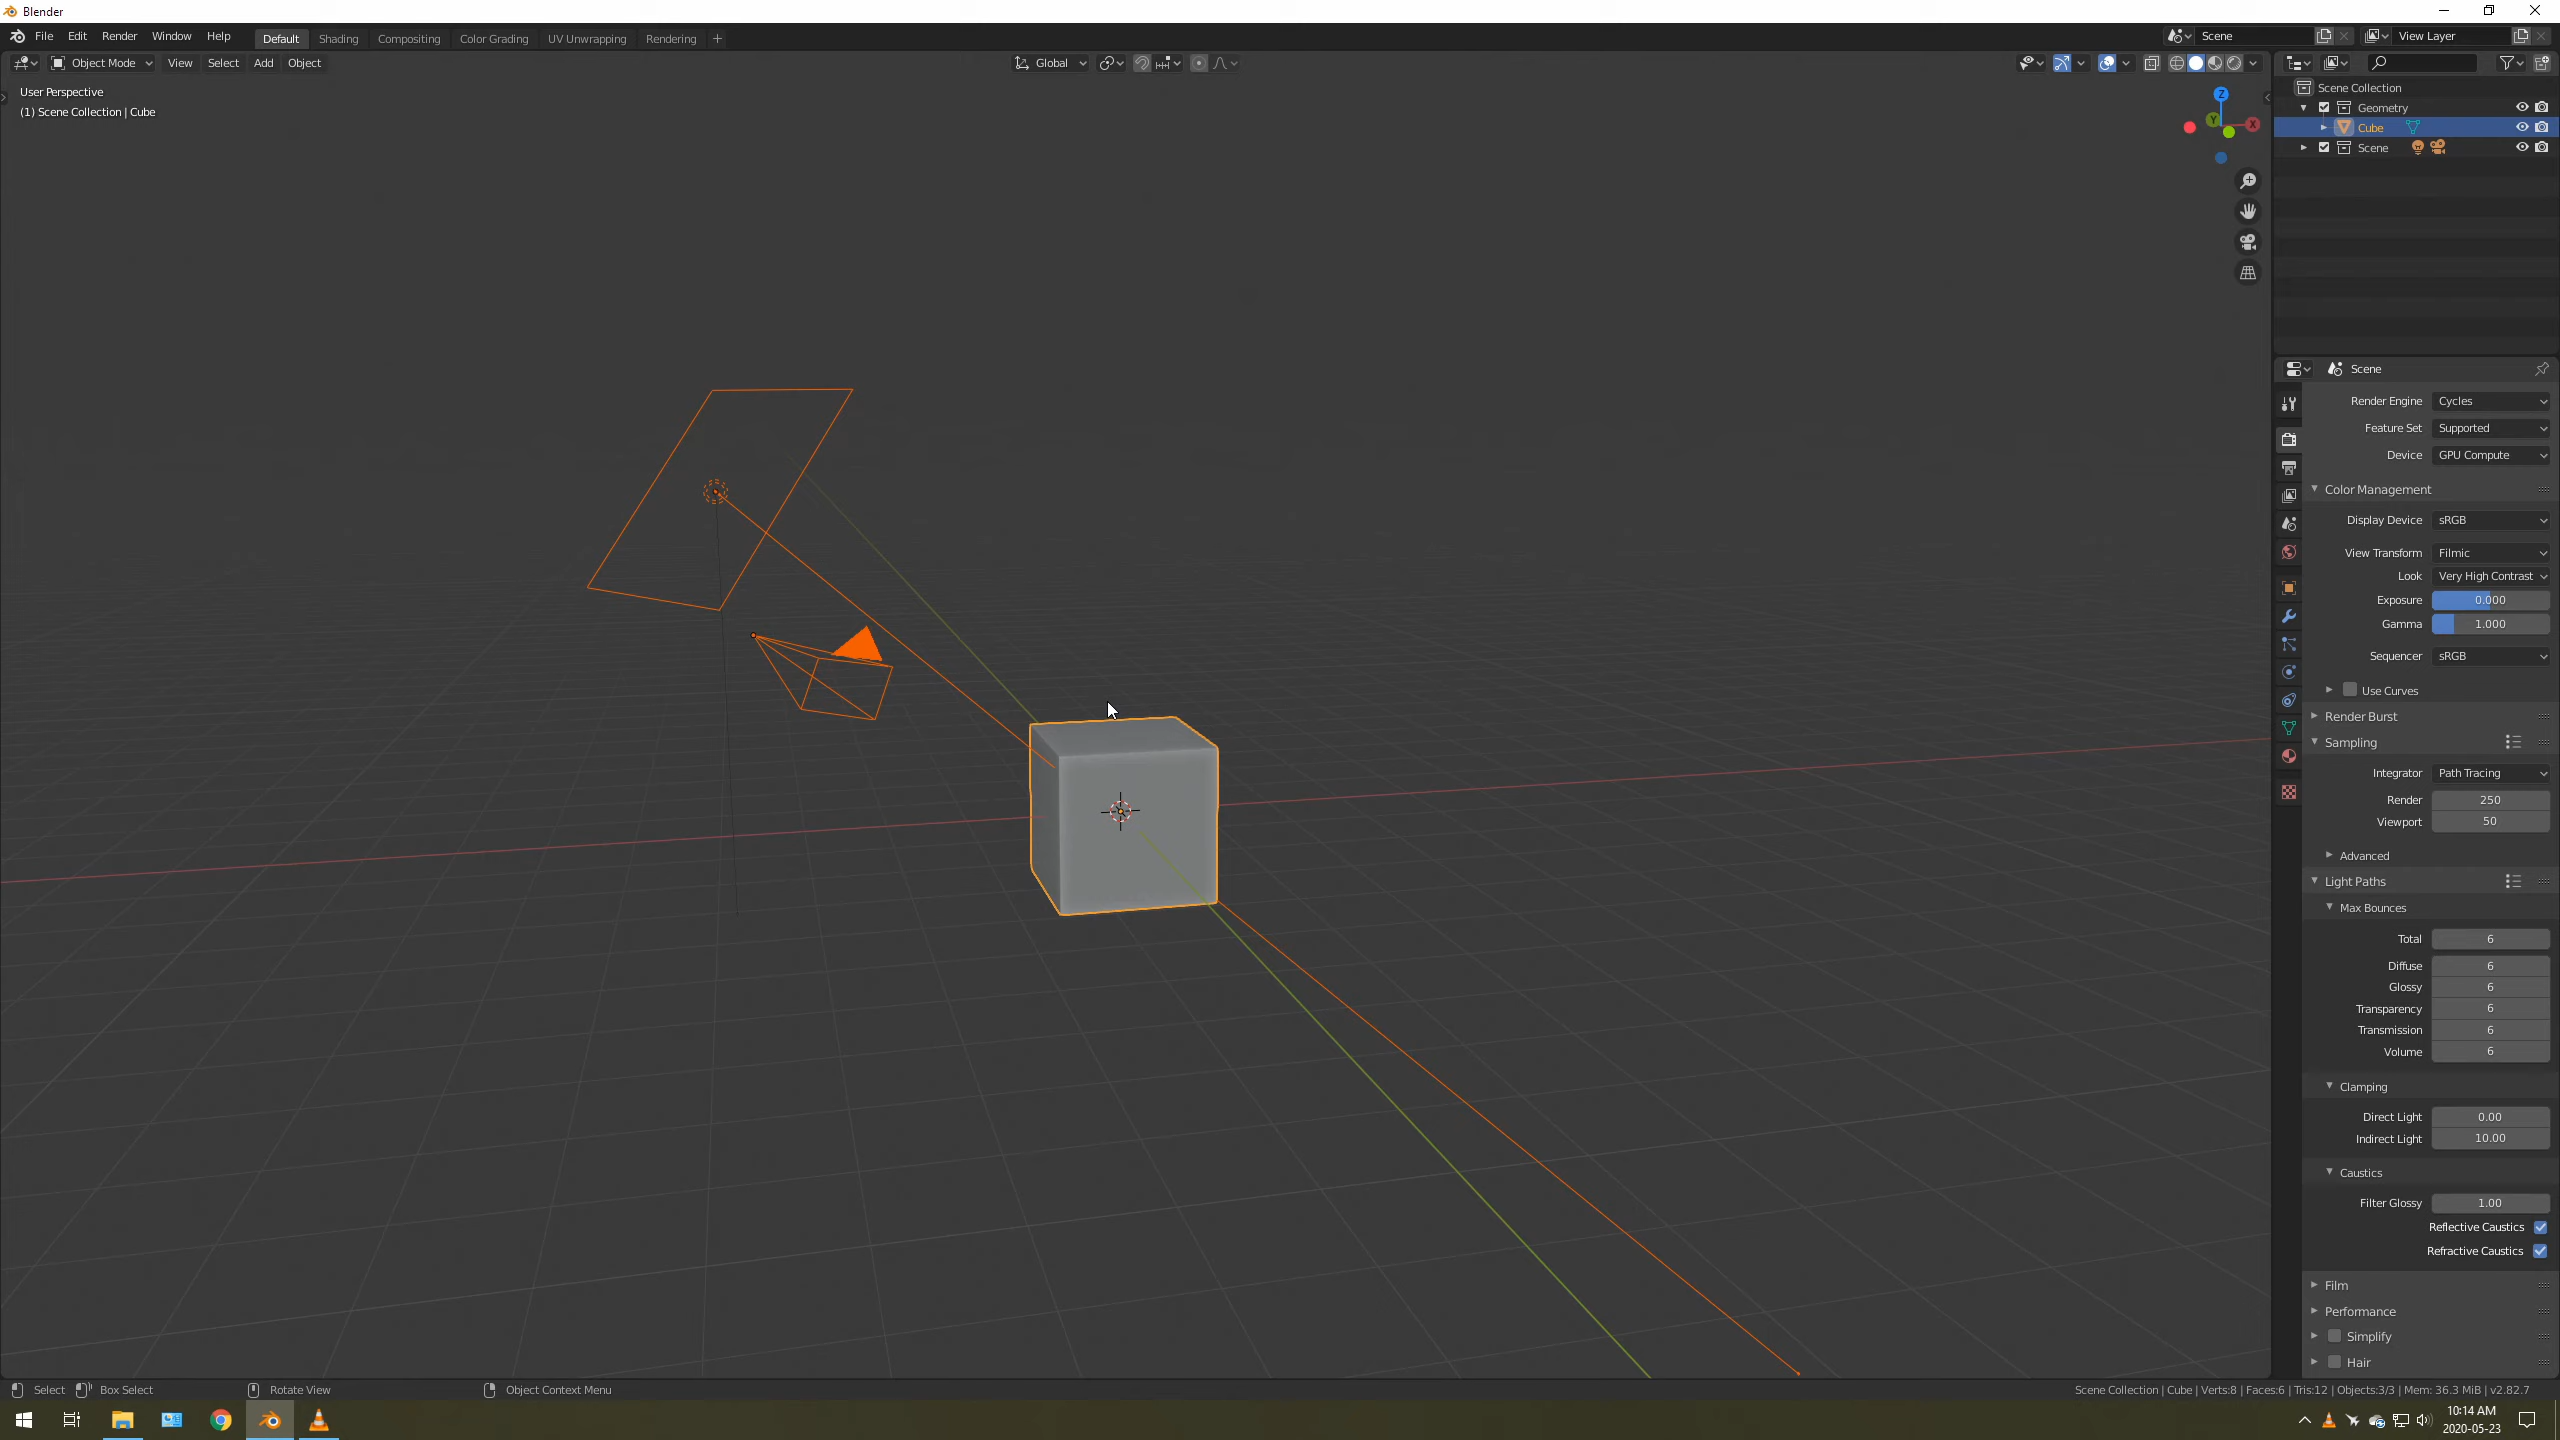 Blender
File Edit Render Window Help Default Shading Compositing Color Grading UV Unwrapping Rendering + Scene View Layer
Object Mode View Select Add Object Global
User Perspective
(1) Scene Collection | Cube
Z
Y
X
Scene Collection
Geometry
Cube
Scene
Scene
Render Engine Cycles
Feature Set Supported
Device GPU Compute
Color Management
Display Device sRGB
View Transform Filmic
Look Very High Contrast
Exposure 0.000
Gamma 1.000
Sequencer sRGB
Use Curves
Render Burst
Sampling
Integrator Path Tracing
Render 250
Viewport 50
Advanced
Light Paths
Max Bounces
Total 6
Diffuse 6
Glossy 6
Transparency 6
Transmission 6
Volume 6
Clamping
Direct Light 0.00
Indirect Light 10.00
Caustics
Filter Glossy 1.00
Reflective Caustics
Refractive Caustics
Film
Performance
Simplify
Hair
Select Box Select Rotate View Object Context Menu
Scene Collection | Cube | Verts:8 | Faces:6 | Tris:12 | Objects:3/3 | Mem: 36.3 MiB | v2.82.7
10:14 AM
2020-05-23